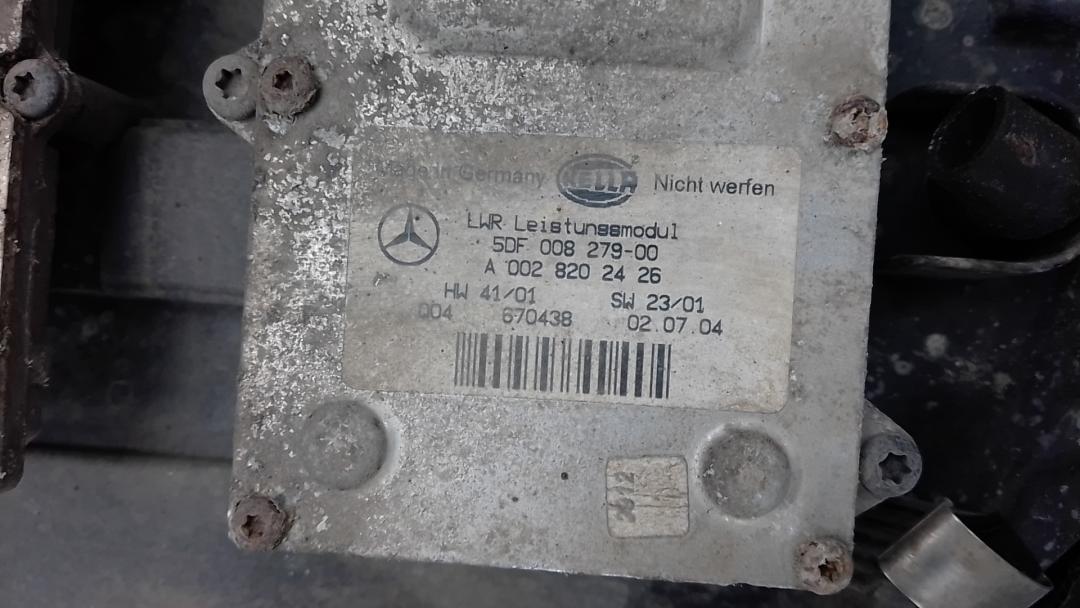 Made in Germany HELLA Nicht werfen
LWR Leistungsmodul
5DF 008 279-00
A 002 820 24 26
HW 41/01 SW 23/01
004 670438 02.07.04